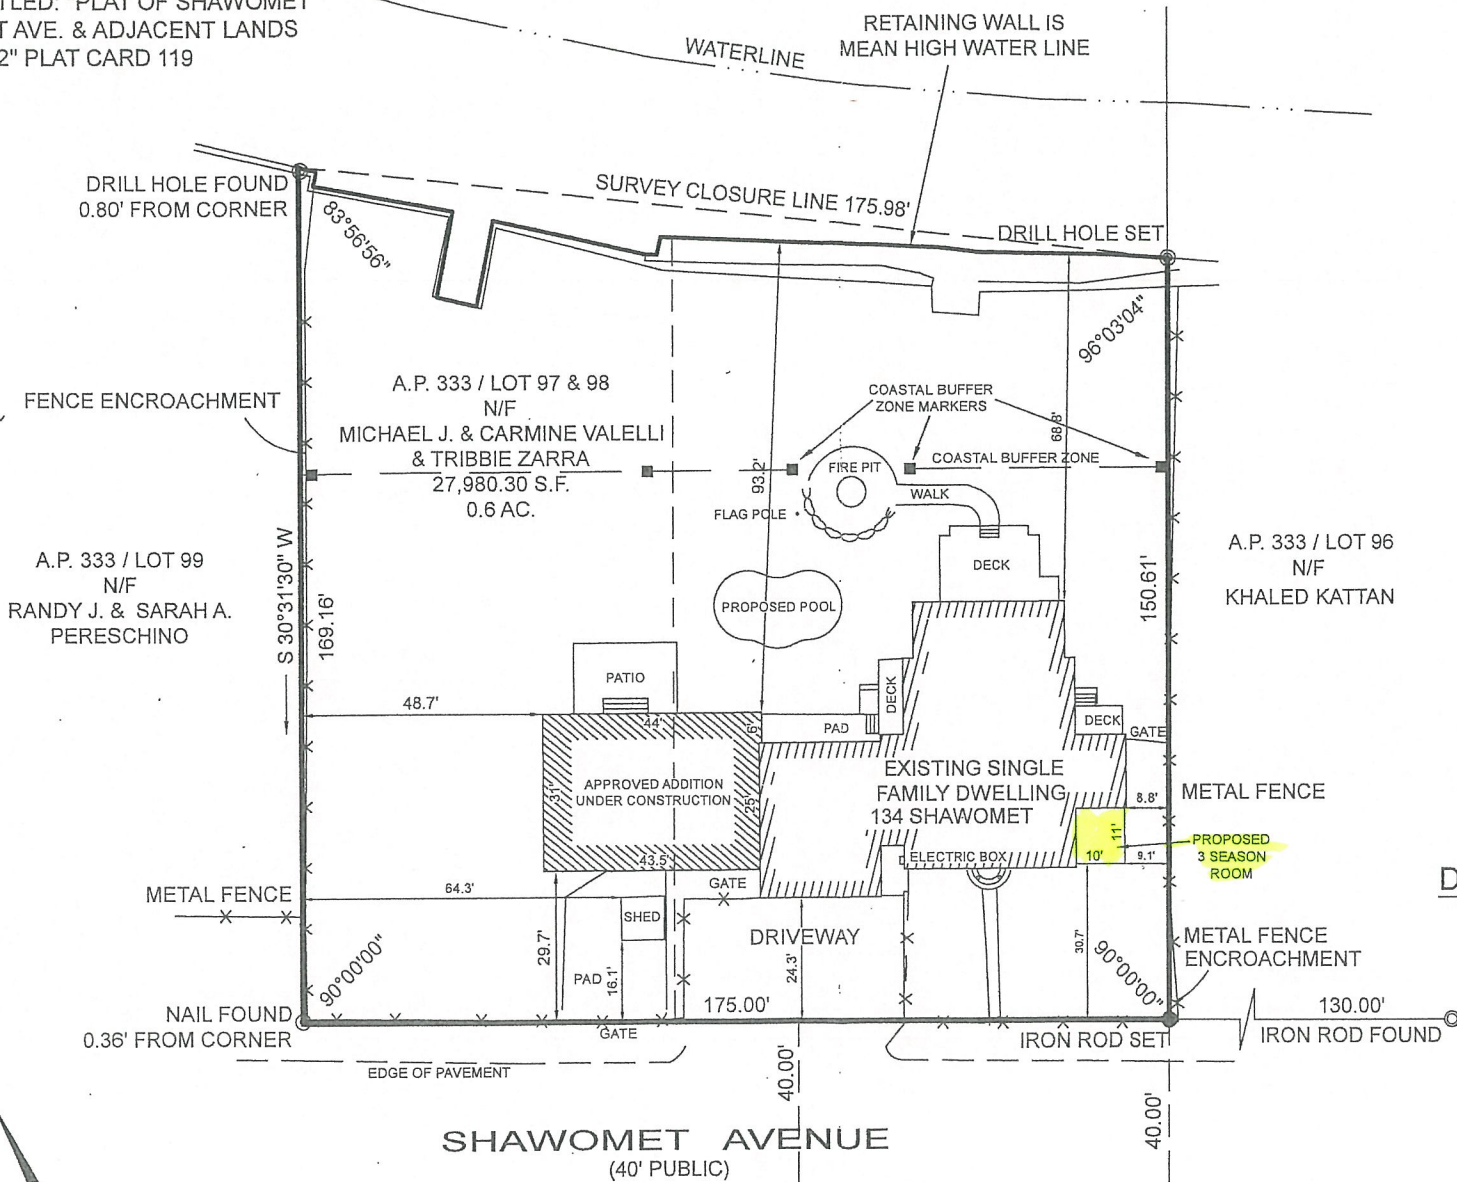 TLED: "PLAT OF SHAWOMET
T AVE. & ADJACENT LANDS
2" PLAT CARD 119
RETAINING WALL IS
MEAN HIGH WATER LINE
WATERLINE
DRILL HOLE FOUND
0.80' FROM CORNER
SURVEY CLOSURE LINE 175.98'
DRILL HOLE SET
83°56'56"
96°03'04"
A.P. 333 / LOT 97 & 98
N/F
MICHAEL J. & CARMINE VALELLI
& TRIBBIE ZARRA
27,980.30 S.F.
0.6 AC.
FENCE ENCROACHMENT
COASTAL BUFFER
ZONE MARKERS
68.8'
COASTAL BUFFER ZONE
93.2'
FIRE PIT
WALK
FLAG POLE
DECK
A.P. 333 / LOT 99
N/F
RANDY J. & SARAH A.
PERESCHINO
S 30°31'30" W
169.16'
A.P. 333 / LOT 96
N/F
KHALED KATTAN
150.61'
PROPOSED POOL
PATIO
48.7'
44'
6'
PAD
DECK
DECK
GATE
APPROVED ADDITION
UNDER CONSTRUCTION
31'
25'
43.5'
EXISTING SINGLE
FAMILY DWELLING
134 SHAWOMET
ELECTRIC BOX
8.8'
METAL FENCE
11'
10'
9.1'
PROPOSED
3 SEASON
ROOM
D
METAL FENCE
64.3'
GATE
SHED
DRIVEWAY
29.7'
PAD
16.1'
24.3'
30.7'
90°00'00"
90°00'00"
METAL FENCE
ENCROACHMENT
NAIL FOUND
0.36' FROM CORNER
175.00'
GATE
IRON ROD SET
130.00'
IRON ROD FOUND
EDGE OF PAVEMENT
40.00'
40.00'
SHAWOMET AVENUE
(40' PUBLIC)